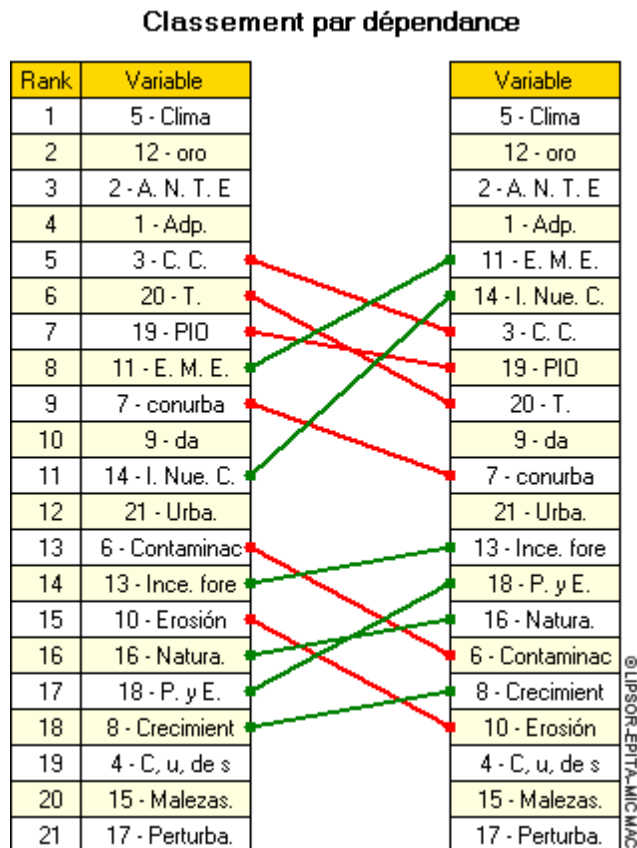 Classement par dépendance
Rank Variable Variable
1 5 - Clima 5 - Clima
2 12 - oro 12 - oro
3 2 - A. N. T. E 2 - A. N. T. E
4 1 - Adp. 1 - Adp.
5 3 - C. C. 11 - E. M. E.
6 20 - T. 14 - I. Nue. C.
7 19 - PIO 3 - C. C.
8 11 - E. M. E. 19 - PIO
9 7 - conurba 20 - T.
10 9 - da 9 - da
11 14 - I. Nue. C. 7 - conurba
12 21 - Urba. 21 - Urba.
13 6 - Contaminac 13 - Ince. fore
14 13 - Ince. fore 18 - P. y E.
15 10 - Erosión 16 - Natura.
16 16 - Natura. 6 - Contaminac
17 18 - P. y E. 8 - Crecimient
18 8 - Crecimient 10 - Erosión
19 4 - C, u, de s 4 - C, u, de s
20 15 - Malezas. 15 - Malezas.
21 17 - Perturba. 17 - Perturba.
© LIPSOR-EPITA-MICMAC